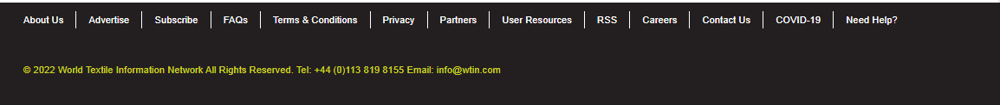 About Us | Advertise | Subscribe | FAQs | Terms & Conditions | Privacy | Partners | User Resources | RSS | Careers | Contact Us | COVID-19 | Need Help?
© 2022 World Textile Information Network All Rights Reserved. Tel: +44 (0)113 819 8155 Email: info@wtin.com